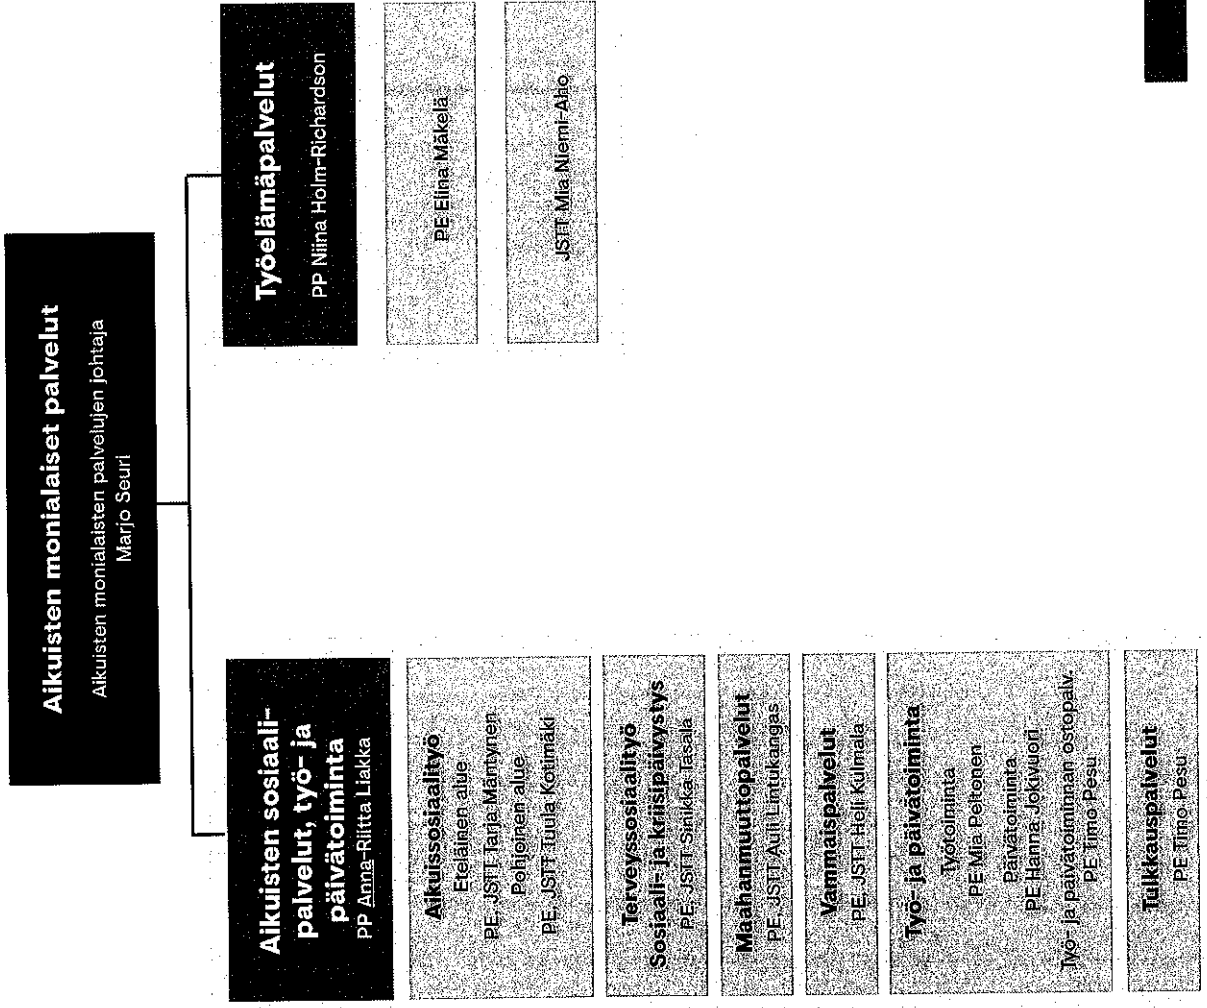 Aikuisten monialaiset palvelut
Aikuisten monialaisten palvelujen johtaja
Marjo Seuri
Aikuisten sosiaali-
palvelut, työ- ja
päivätoiminta
PP Anna-Riitta Liakka
Aikuissosiaalityö
Eteläinen alue
PE, JSTT Tarja Mäntynen
Pohjoinen alue
PE, JSTT Tuula Kotimäki
Terveyssosiaalityö
Sosiaali- ja kriisipäivystys
PE, JSTT Sirikka Tasala
Maahanmuuttopalvelut
PE, JSTT Auli Lintukangas
Vammaispalvelut
PE, JSTT Heli Kulmala
Työ- ja päivätoiminta
Työtoiminta
PE Mia Peltonen
Päivätoiminta
PE Hanna Jokivuori
Työ- ja päivätoiminnan ostopalv.
PE Timo Pesu
Tulkkauspalvelut
PE Timo Pesu
Työelämäpalvelut
PP Niina Holm-Richardson
PE Elina Mäkelä
JSTT Mia Niemi-Aho